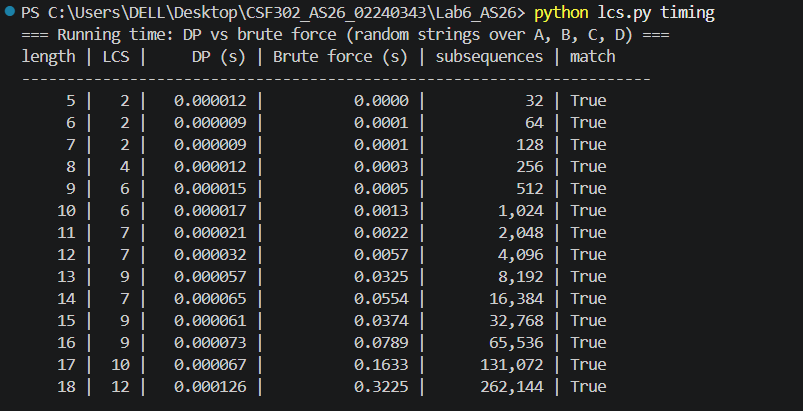 PS C:\Users\DELL\Desktop\CSF302_AS26_02240343\Lab6_AS26> python lcs.py timing
=== Running time: DP vs brute force (random strings over A, B, C, D) ===
length | LCS |     DP (s) | Brute force (s) | subsequences | match
----------------------------------------------------------------------
     5 |   2 |   0.000012 |          0.0000 |           32 | True
     6 |   2 |   0.000009 |          0.0001 |           64 | True
     7 |   2 |   0.000009 |          0.0001 |          128 | True
     8 |   4 |   0.000012 |          0.0003 |          256 | True
     9 |   6 |   0.000015 |          0.0005 |          512 | True
    10 |   6 |   0.000017 |          0.0013 |        1,024 | True
    11 |   7 |   0.000021 |          0.0022 |        2,048 | True
    12 |   7 |   0.000032 |          0.0057 |        4,096 | True
    13 |   9 |   0.000057 |          0.0325 |        8,192 | True
    14 |   7 |   0.000065 |          0.0554 |       16,384 | True
    15 |   9 |   0.000061 |          0.0374 |       32,768 | True
    16 |   9 |   0.000073 |          0.0789 |       65,536 | True
    17 |  10 |   0.000067 |          0.1633 |      131,072 | True
    18 |  12 |   0.000126 |          0.3225 |      262,144 | True